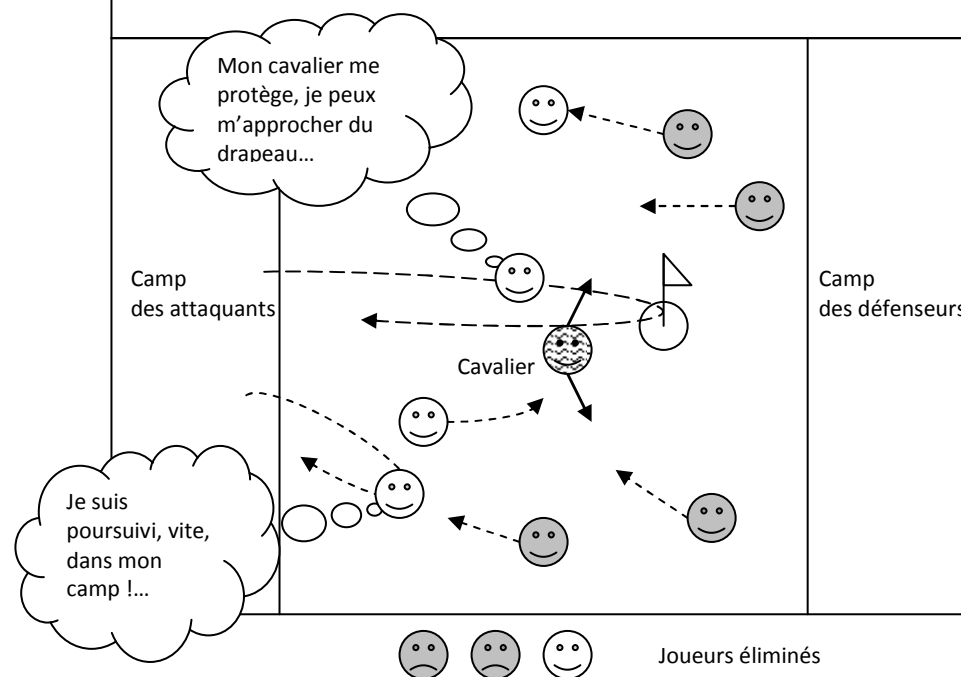 Mon cavalier me
protège, je peux
m'approcher du
drapeau…
Camp
des attaquants
Camp
des défenseurs
Cavalier
Je suis
poursuivi, vite,
dans mon
camp !...
Joueurs éliminés